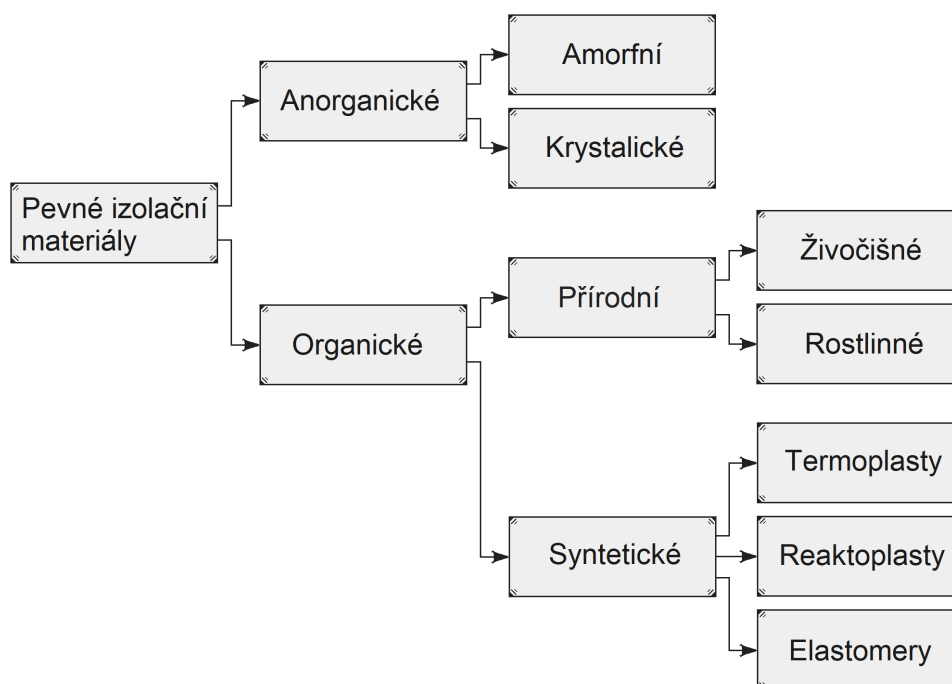 Pevné izolační
materiály
Anorganické
Amorfní
Krystalické
Organické
Přírodní
Živočišné
Rostlinné
Syntetické
Termoplasty
Reaktoplasty
Elastomery